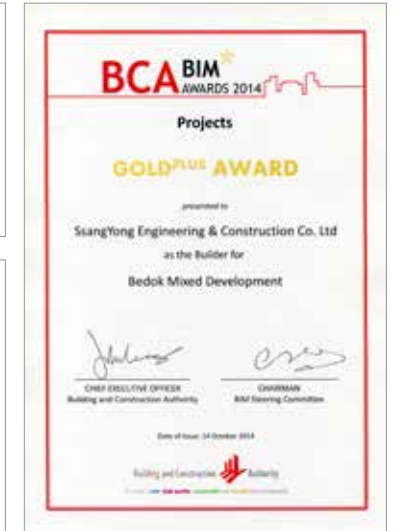 BCA BIM
AWARDS 2014
Projects
GOLDPLUS AWARD
presented to
SsangYong Engineering & Construction Co. Ltd
as the Builder for
Bedok Mixed Development
CHIEF EXECUTIVE OFFICER
Building and Construction Authority
CHAIRMAN
BIM Steering Committee
Date of Issue: 14 October 2014
Building and Construction Authority